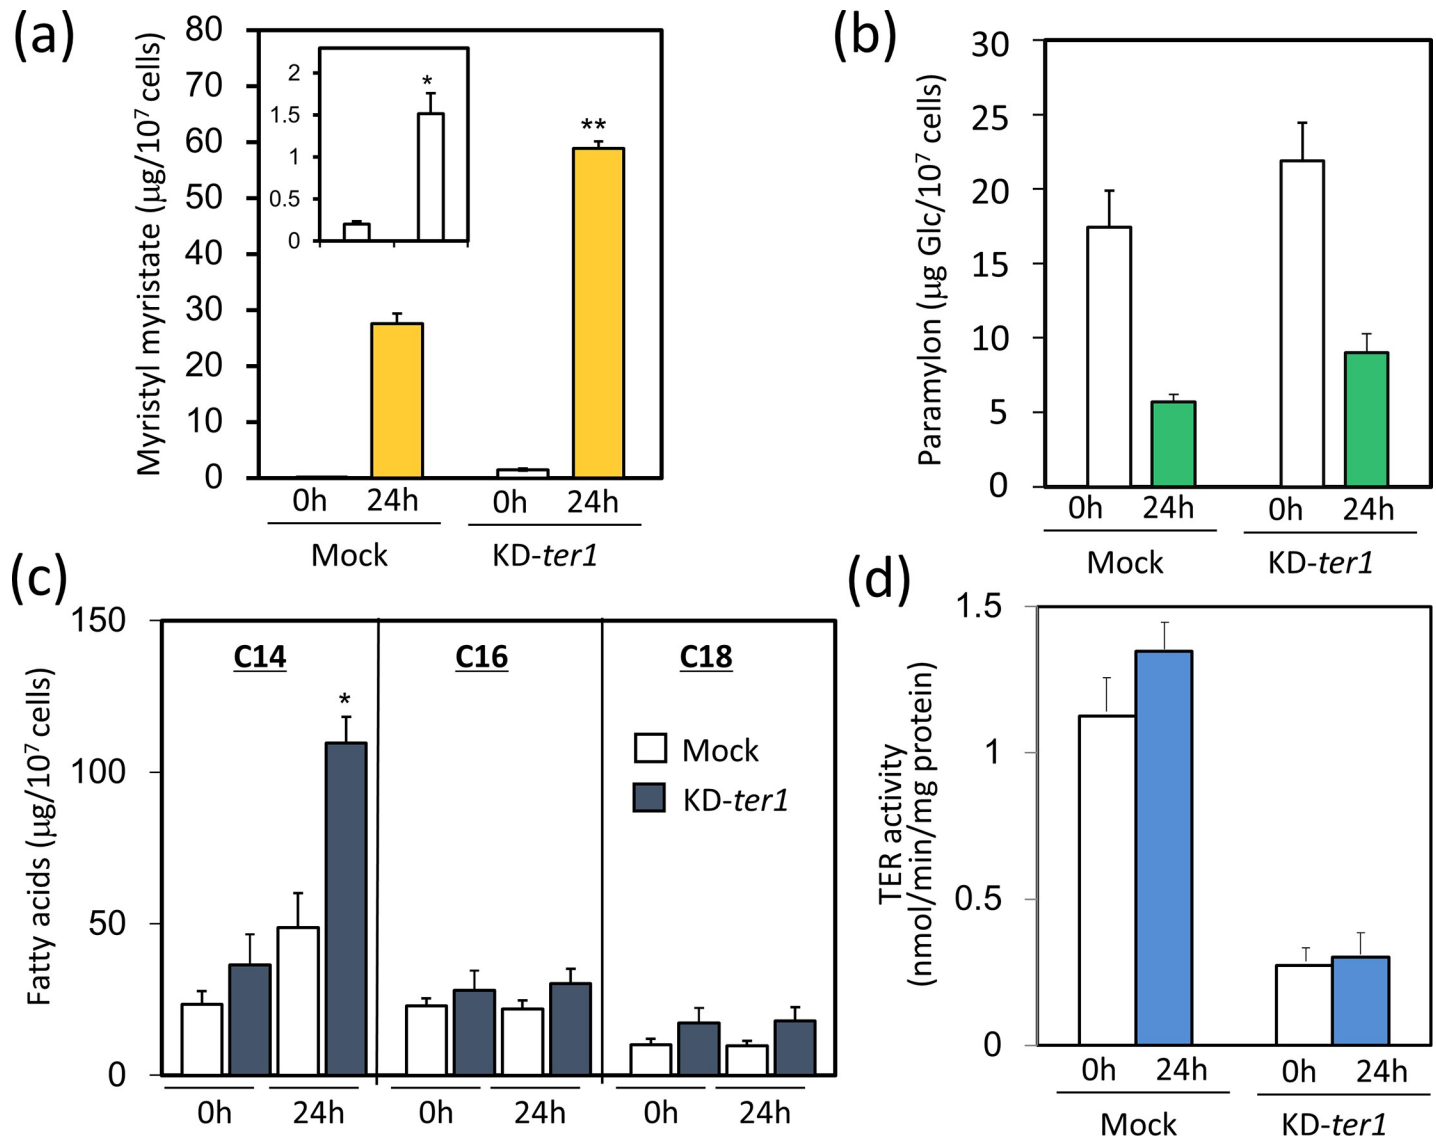 (a)
Myristyl myristate (µg/10⁷ cells)
80
70
60
50
40
30
20
10
0
2
1.5
1
0.5
0
*
**
0h 24h 0h 24h
Mock KD-ter1
(b)
Paramylon (µg Glc/10⁷ cells)
30
25
20
15
10
5
0
0h 24h 0h 24h
Mock KD-ter1
(c)
Fatty acids (µg/10⁷ cells)
150
100
50
0
C14 C16 C18
*
Mock
KD-ter1
0h 24h 0h 24h 0h 24h
(d)
TER activity
(nmol/min/mg protein)
1.5
1
0.5
0
0h 24h 0h 24h
Mock KD-ter1